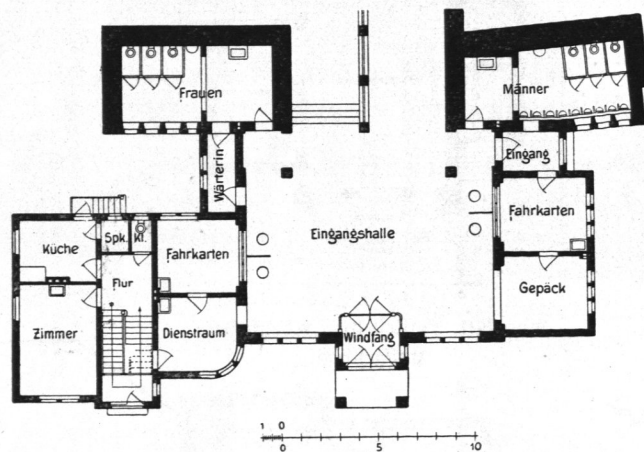 Frauen
Männer
Wärterin
Eingang
Küche
Spk.
Kl.
Fahrkarten
Eingangshalle
Fahrkarten
Flur
Zimmer
Dienstraum
Windfang
Gepäck
1 0
0 5 10